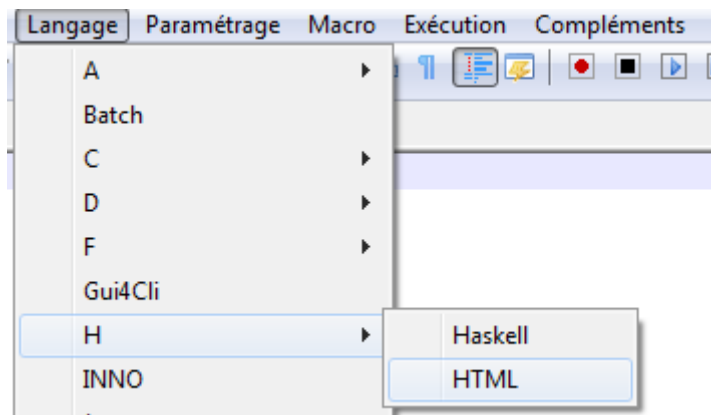 Langage Paramétrage Macro Exécution Compléments
A
Batch
C
D
F
Gui4Cli
H
Haskell
INNO
HTML